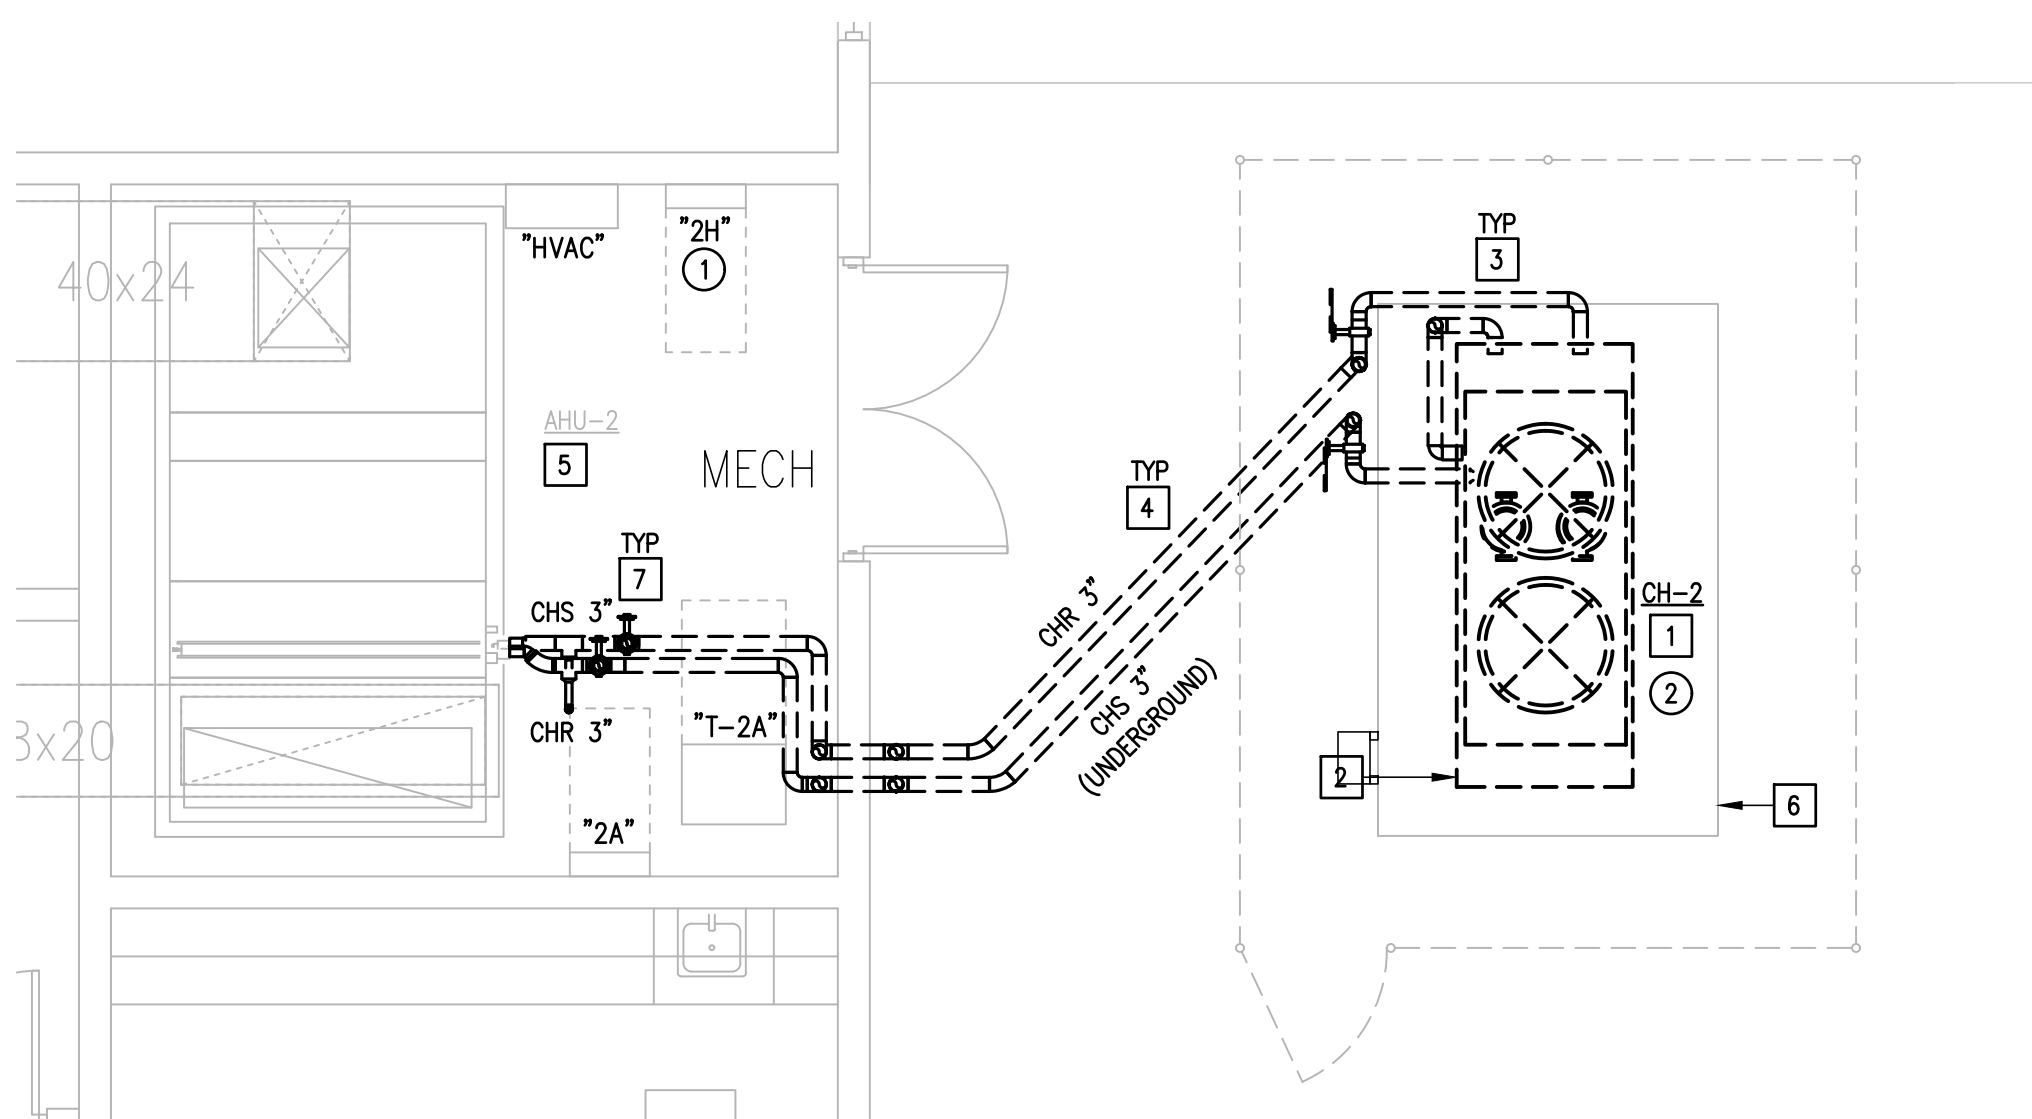 40x24
"HVAC"
"2H"
1
AHU-2
5
MECH
TYP
7
CHS 3"
CHR 3"
"T-2A"
"2A"
3x20
TYP
4
CHR 3"
CHS 3"
(UNDERGROUND)
TYP
3
CH-2
1
2
2
6